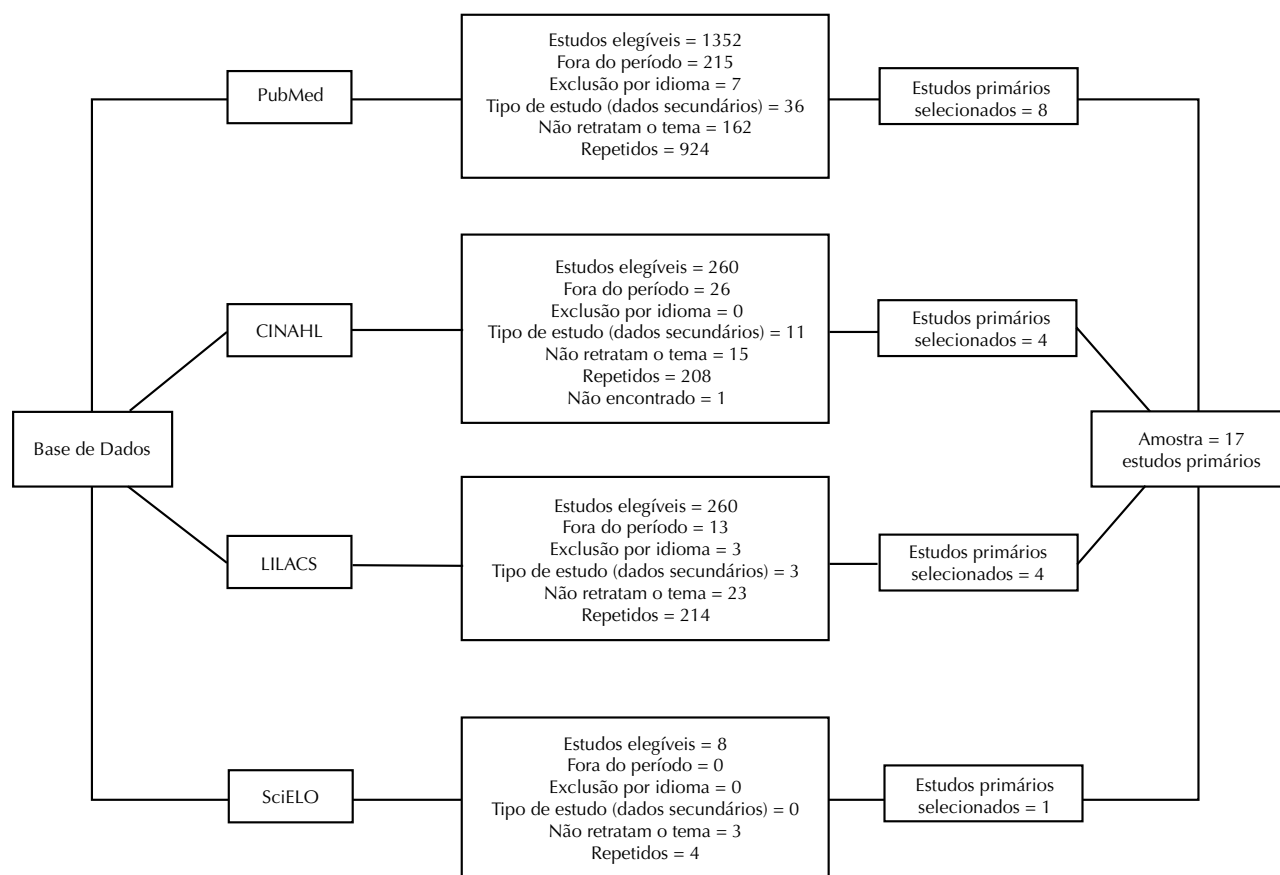 PubMed
Estudos elegíveis = 1352
Fora do período = 215
Exclusão por idioma = 7
Tipo de estudo (dados secundários) = 36
Não retratam o tema = 162
Repetidos = 924
Estudos primários
selecionados = 8
CINAHL
Estudos elegíveis = 260
Fora do período = 26
Exclusão por idioma = 0
Tipo de estudo (dados secundários) = 11
Não retratam o tema = 15
Repetidos = 208
Não encontrado = 1
Estudos primários
selecionados = 4
Base de Dados
Amostra = 17
estudos primários
LILACS
Estudos elegíveis = 260
Fora do período = 13
Exclusão por idioma = 3
Tipo de estudo (dados secundários) = 3
Não retratam o tema = 23
Repetidos = 214
Estudos primários
selecionados = 4
SciELO
Estudos elegíveis = 8
Fora do período = 0
Exclusão por idioma = 0
Tipo de estudo (dados secundários) = 0
Não retratam o tema = 3
Repetidos = 4
Estudos primários
selecionados = 1